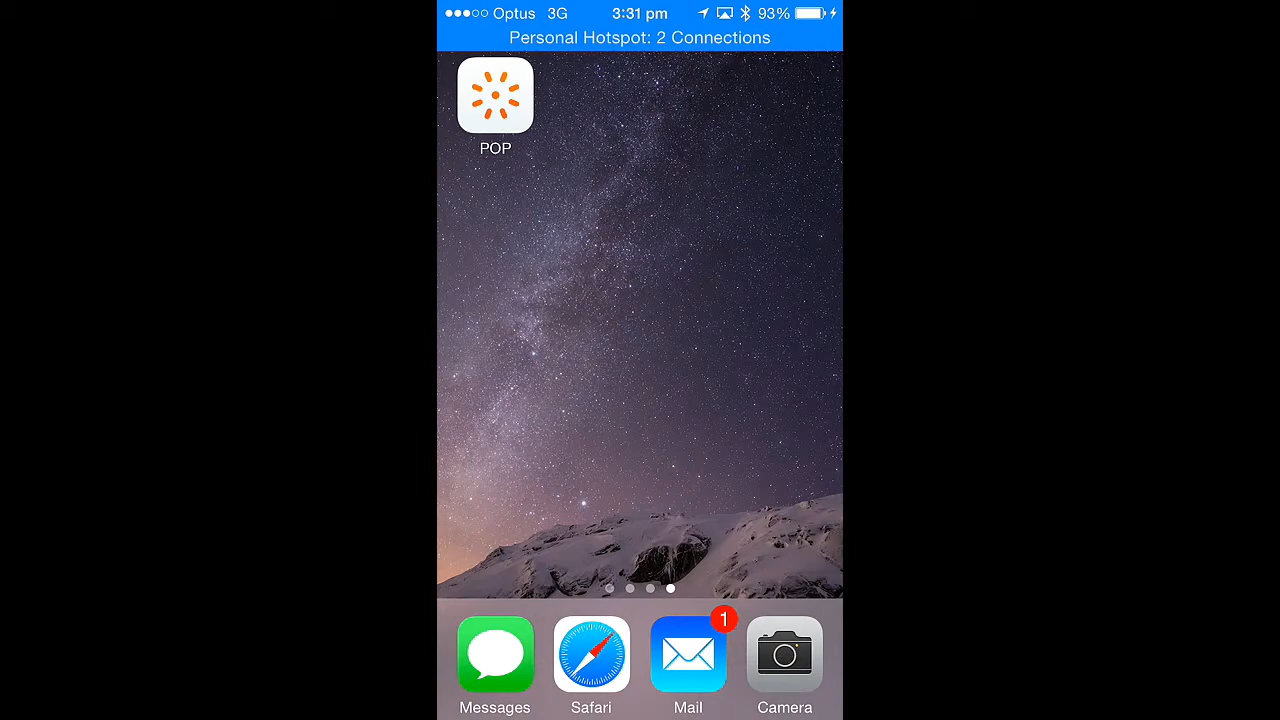 Optus 3G 3:31 pm 93%
Personal Hotspot: 2 Connections
POP
1
Messages Safari Mail Camera